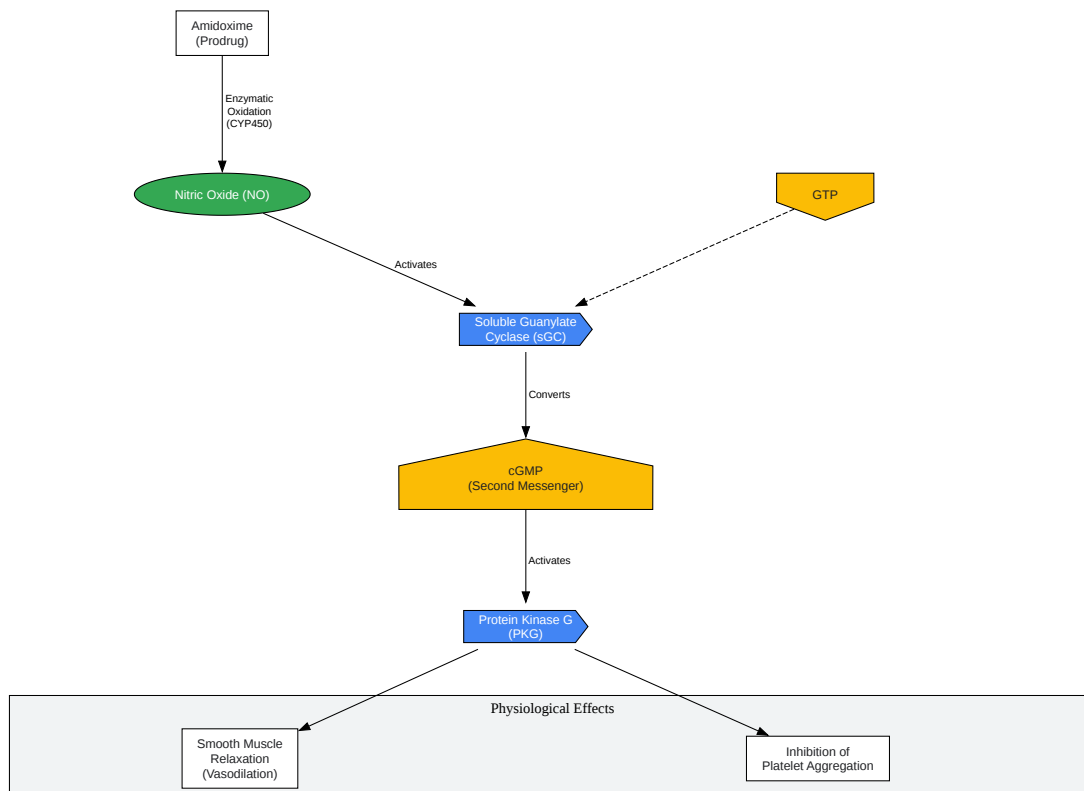 Amidoxime
(Prodrug)
Enzymatic
Oxidation
(CYP450)
Nitric Oxide (NO)
GTP
Activates
Soluble Guanylate
Cyclase (sGC)
Converts
cGMP
(Second Messenger)
Activates
Protein Kinase G
(PKG)
Physiological Effects
Smooth Muscle
Relaxation
(Vasodilation)
Inhibition of
Platelet Aggregation